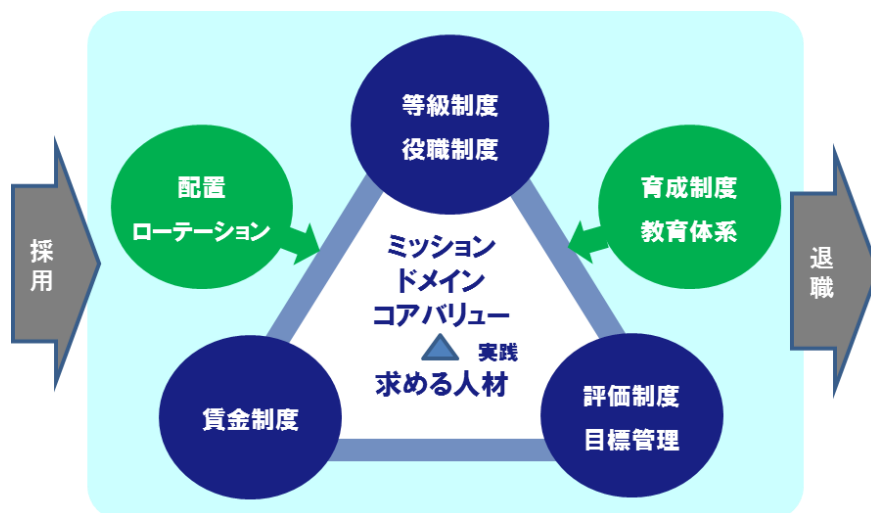 等級制度
役職制度
配置
ローテーション
育成制度
教育体系
採用
退職
ミッション
ドメイン
コアバリュー
実践
求める人材
賃金制度
評価制度
目標管理